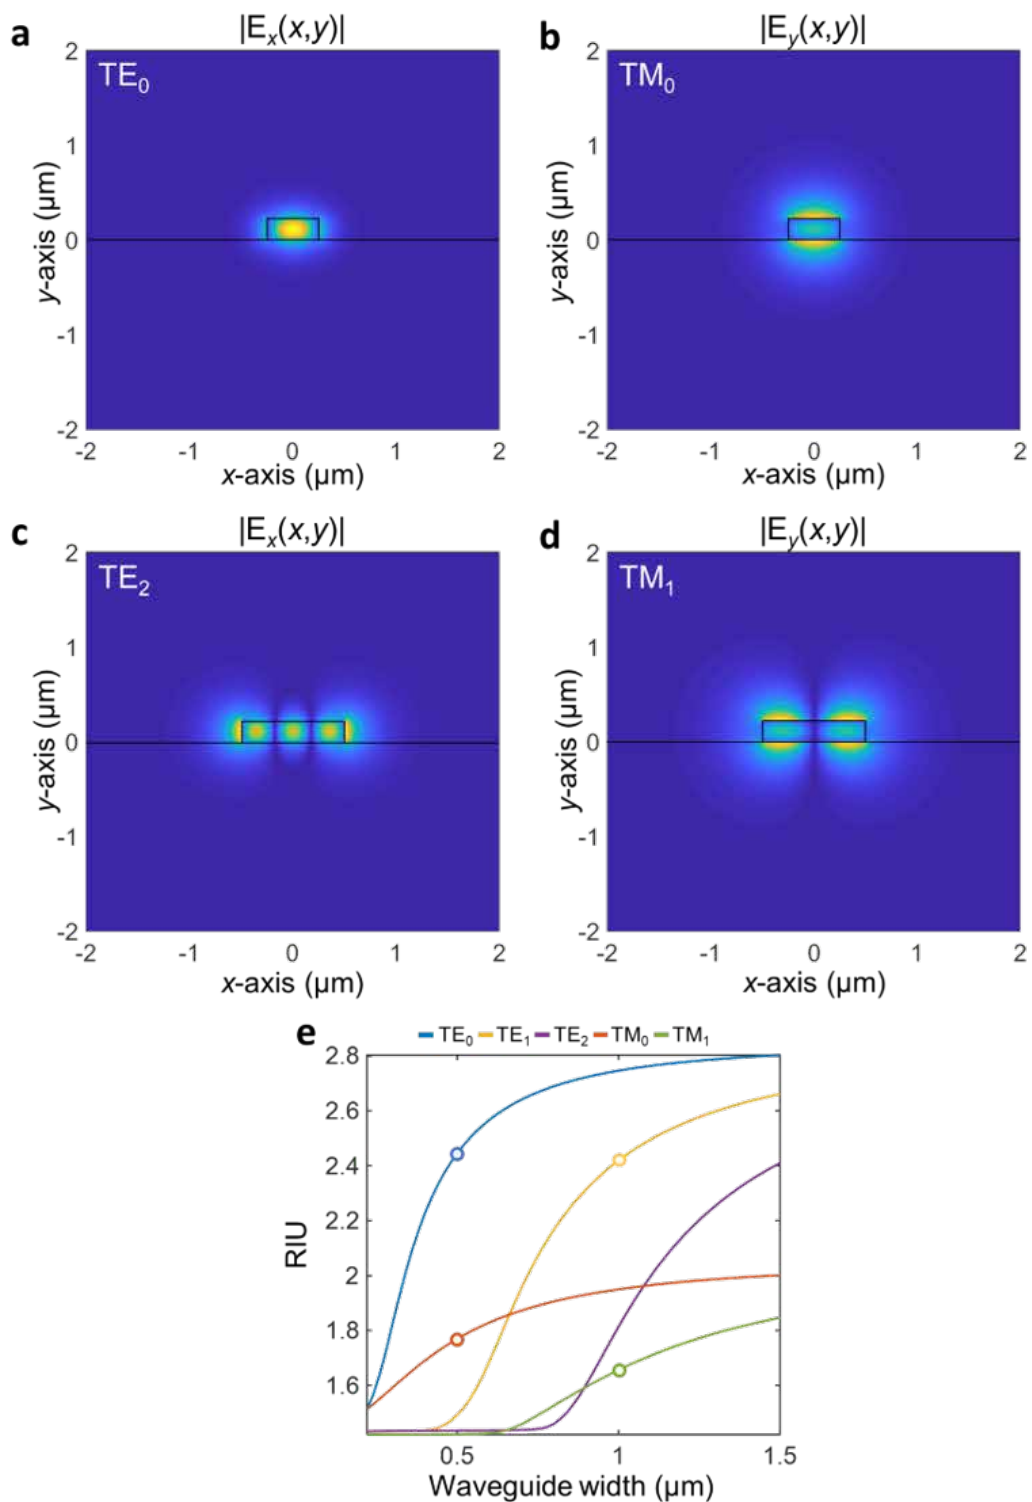 a |Eₓ(x,y)| b |Eᵧ(x,y)|
2 2
TE₀ TM₀
1 1
y-axis (μm) y-axis (μm)
0 0
-1 -1
-2 -2
-2 -1 0 1 2 -2 -1 0 1 2
x-axis (μm) x-axis (μm)
c |Eₓ(x,y)| d |Eᵧ(x,y)|
2 2
TE₂ TM₁
1 1
y-axis (μm) y-axis (μm)
0 0
-1 -1
-2 -2
-2 -1 0 1 2 -2 -1 0 1 2
x-axis (μm) x-axis (μm)
e TE₀ TE₁ TE₂ TM₀ TM₁
2.8
2.6
2.4
2.2
RIU
2
1.8
1.6
0.5 1 1.5
Waveguide width (μm)